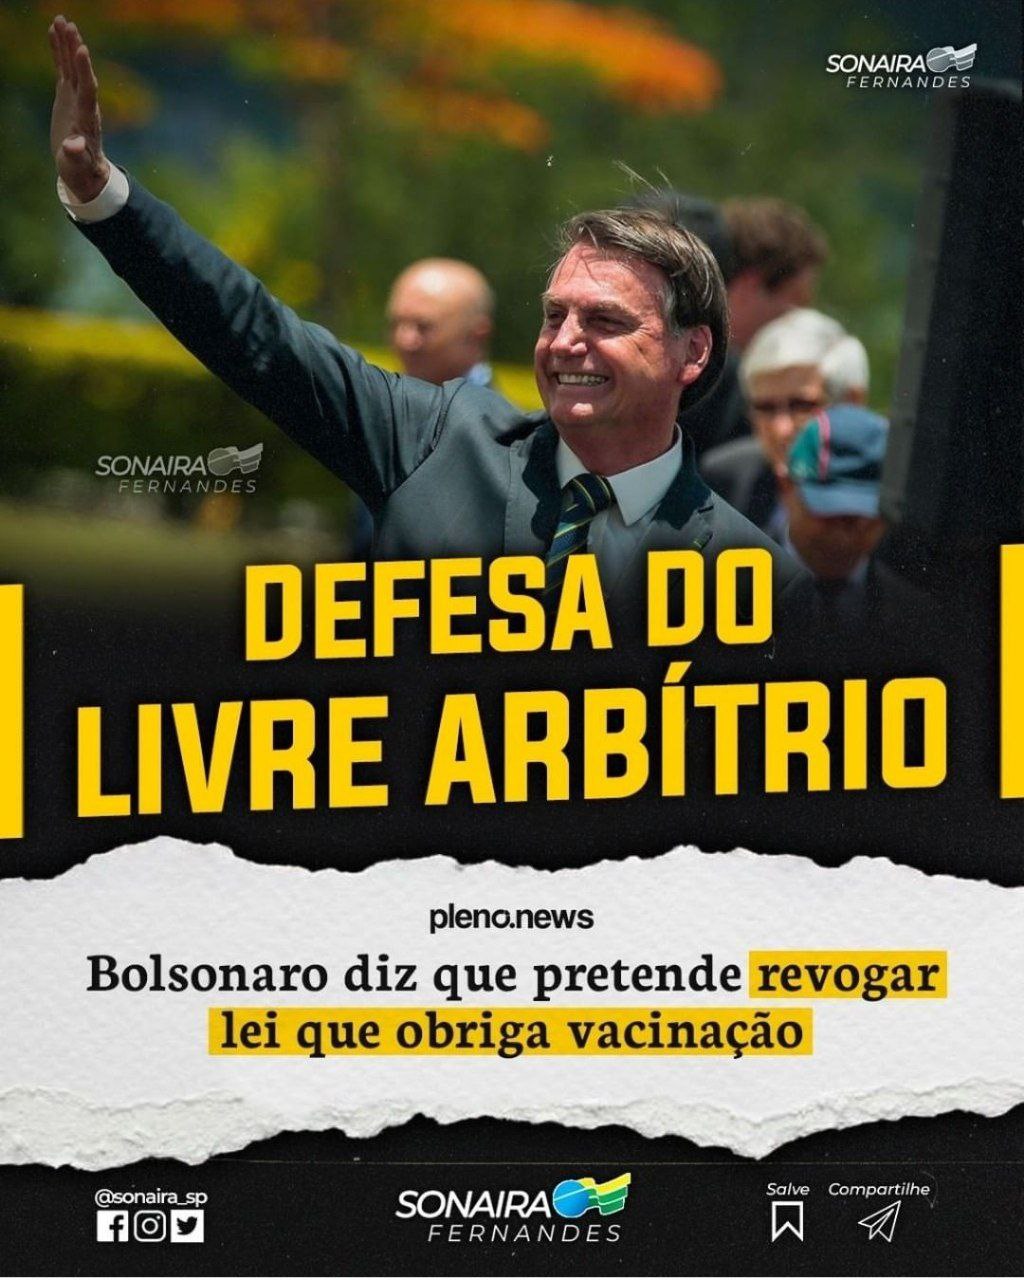 SONAIRA
FERNANDES
SONAIRA
FERNANDES
DEFESA DO
LIVRE ARBÍTRIO
pleno.news
Bolsonaro diz que pretende revogar
lei que obriga vacinação
@sonaira_sp
SONAIRA
FERNANDES
Salve Compartilhe